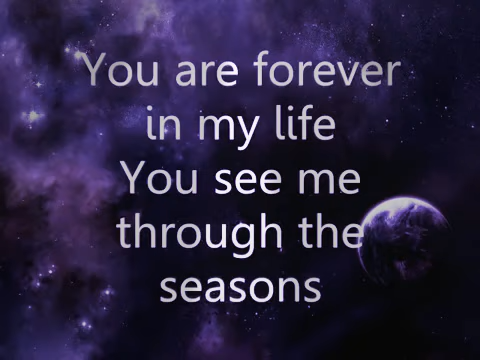 You are forever
in my life
You see me
through the
seasons